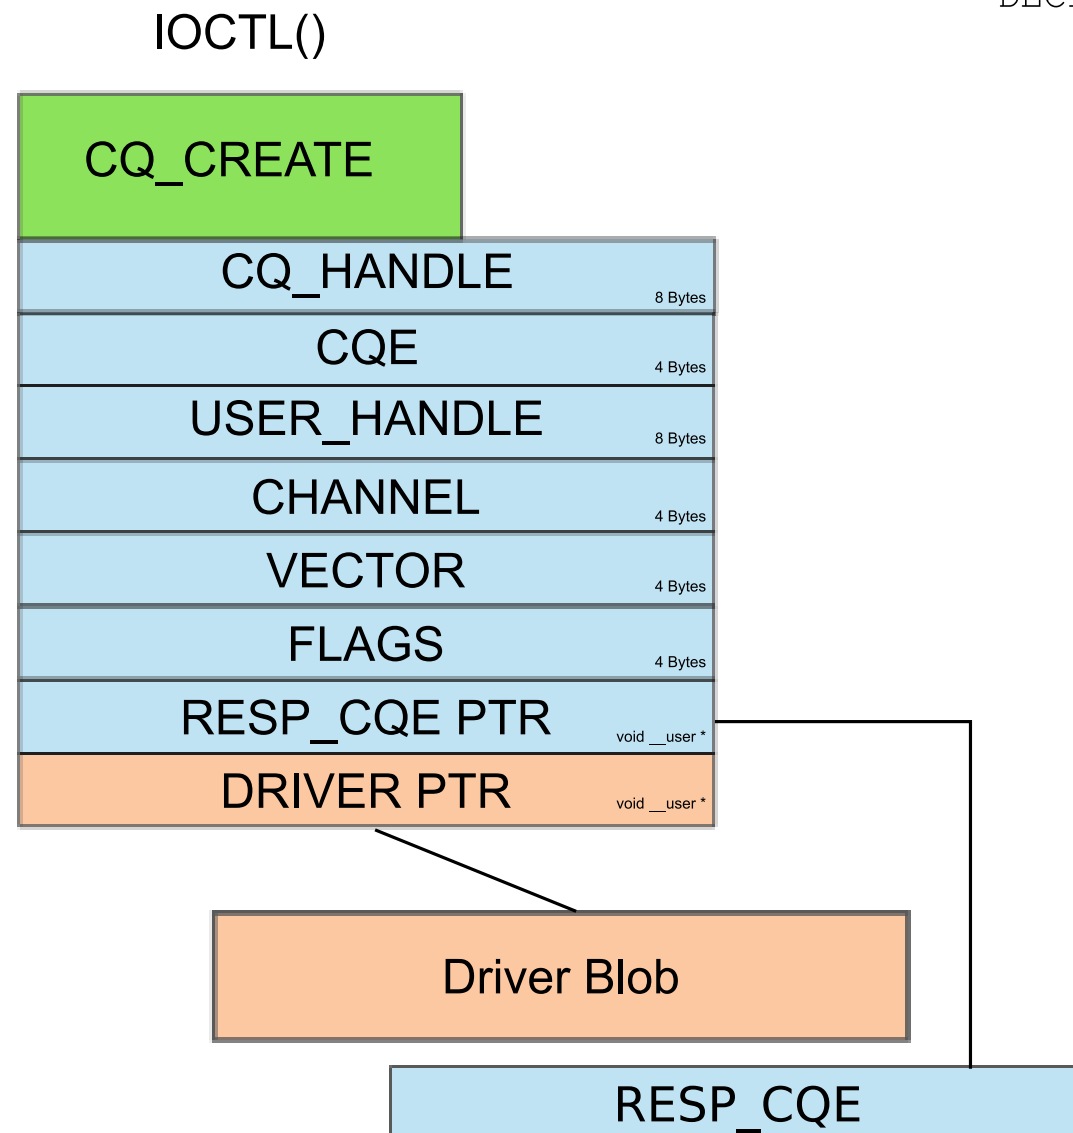 IOCTL()
CQ_CREATE
CQ_HANDLE
8 Bytes
CQE
4 Bytes
USER_HANDLE
8 Bytes
CHANNEL
4 Bytes
VECTOR
4 Bytes
FLAGS
4 Bytes
RESP_CQE PTR
void __user *
DRIVER PTR
void __user *
Driver Blob
RESP_CQE